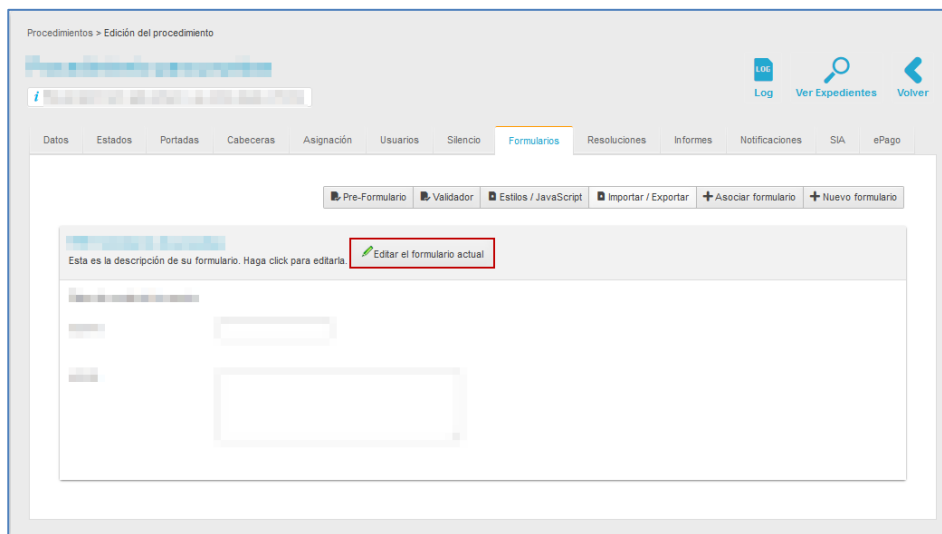 Procedimientos > Edición del procedimiento
LOE
Log Ver Expedientes Volver
i
Datos Estados Portadas Cabeceras Asignación Usuarios Silencio Formularios Resoluciones Informes Notificaciones SIA ePago
Pre-Formulario Validador Estilos / JavaScript Importar / Exportar Asociar formulario Nuevo formulario
Esta es la descripción de su formulario. Haga click para editarla. Editar el formulario actual